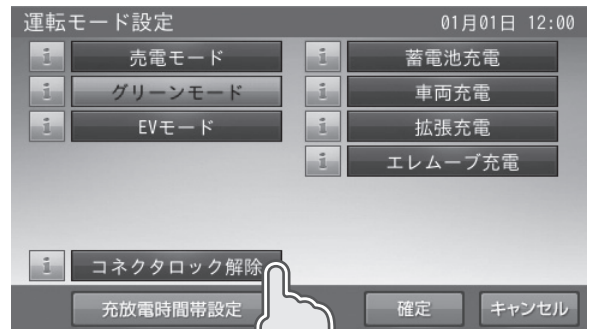 運転モード設定 01月01日 12:00
i 売電モード i 蓄電池充電
i グリーンモード i 車両充電
i EVモード i 拡張充電
i エレムーブ充電
i コネクタロック解除
充放電時間帯設定 確定 キャンセル